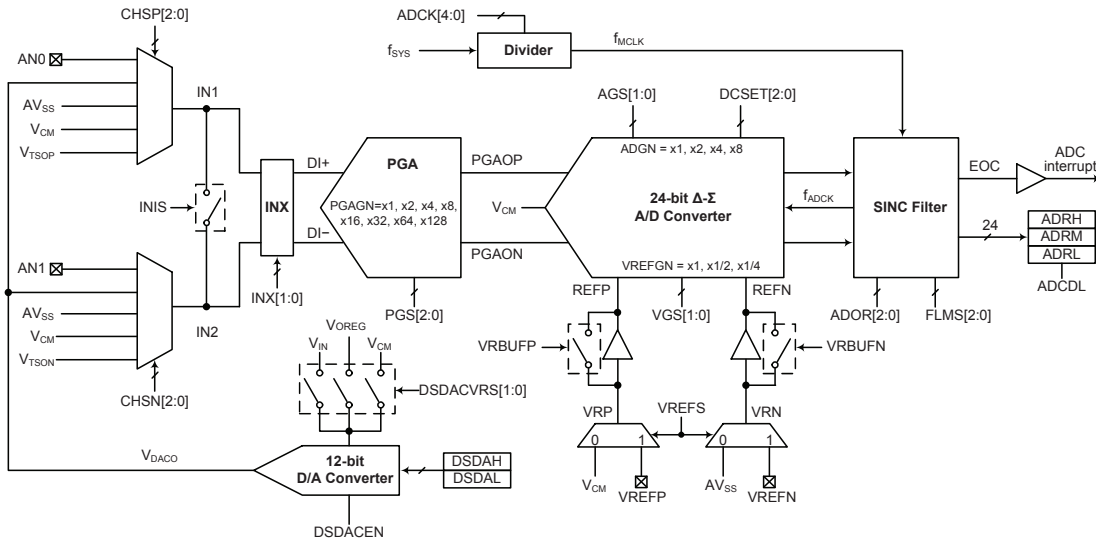 CHSP[2:0]
AN0
AVSS
VCM
VTSOP
IN1
INIS
AN1
AVSS
VCM
VTSON
IN2
CHSN[2:0]
INX
INX[1:0]
DI+
DI−
PGA
PGAGN=x1, x2, x4, x8,
x16, x32, x64, x128
PGS[2:0]
PGAOP
PGAON
VCM
ADCK[4:0]
fSYS
Divider
fMCLK
AGS[1:0]
DCSET[2:0]
ADGN = x1, x2, x4, x8
24-bit Δ-Σ
A/D Converter
VREFGN = x1, x1/2, x1/4
REFP
REFN
VGS[1:0]
fADCK
SINC Filter
EOC
ADC
interrupt
24
ADRH
ADRM
ADRL
ADCDL
ADOR[2:0]
FLMS[2:0]
VRBUFP
VRBUFN
VRP
VREFS
VRN
0
1
0
1
VCM
VREFP
AVSS
VREFN
VOREG
VIN
VCM
DSDACVRS[1:0]
VDACO
12-bit
D/A Converter
DSDAH
DSDAL
DSDACEN